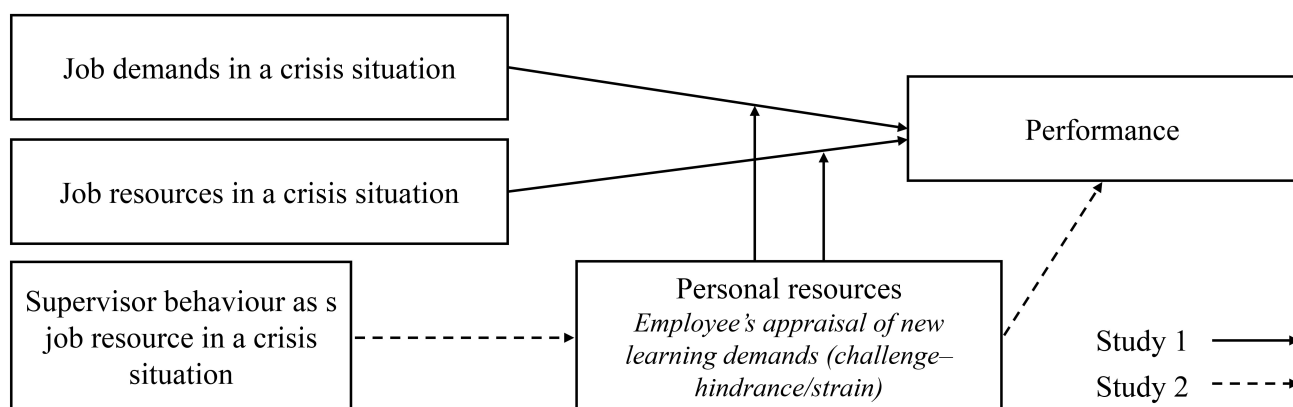 Job demands in a crisis situation
Job resources in a crisis situation
Performance
Supervisor behaviour as s
job resource in a crisis
situation
Personal resources
Employee's appraisal of new
learning demands (challenge–
hindrance/strain)
Study 1
Study 2